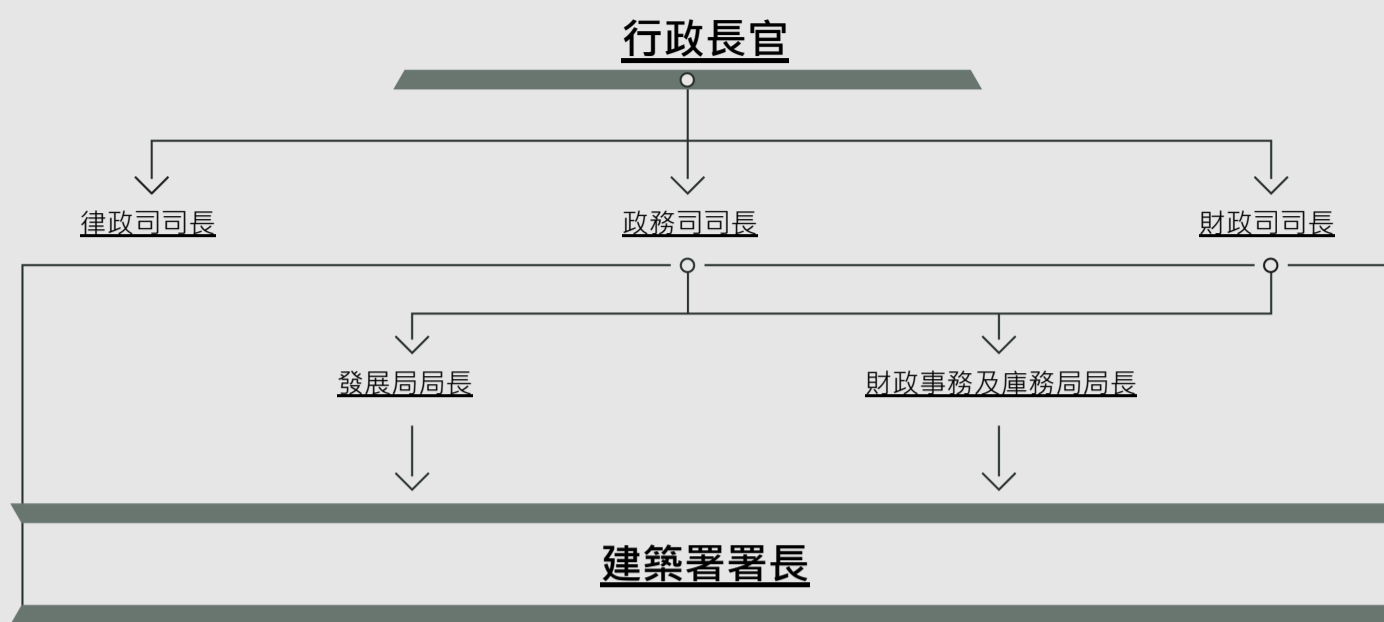 行政長官
律政司司長
政務司司長
財政司司長
發展局局長
財政事務及庫務局局長
建築署署長